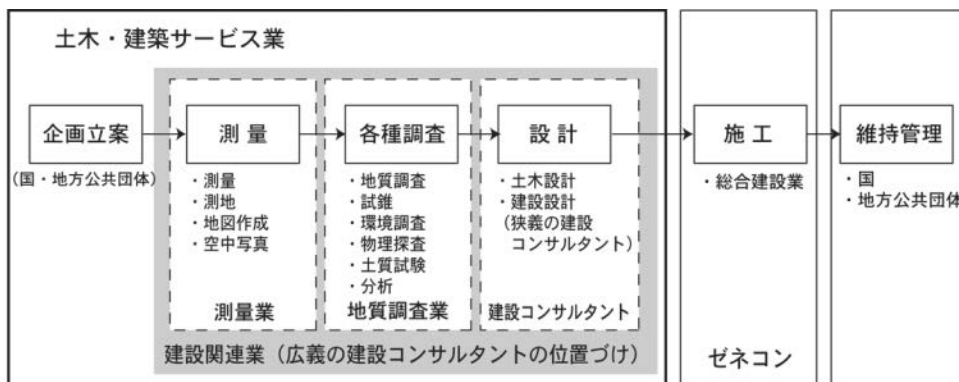 土木・建築サービス業
企画立案
(国・地方公共団体)
測 量
・測量
・測地
・地図作成
・空中写真
測量業
各種調査
・地質調査
・試錐
・環境調査
・物理探査
・土質試験
・分析
地質調査業
設 計
・土木設計
・建設設計
(狭義の建設
コンサルタント)
建設コンサルタント
建設関連業(広義の建設コンサルタントの位置づけ)
施 工
・総合建設業
ゼネコン
維持管理
・国
・地方公共団体